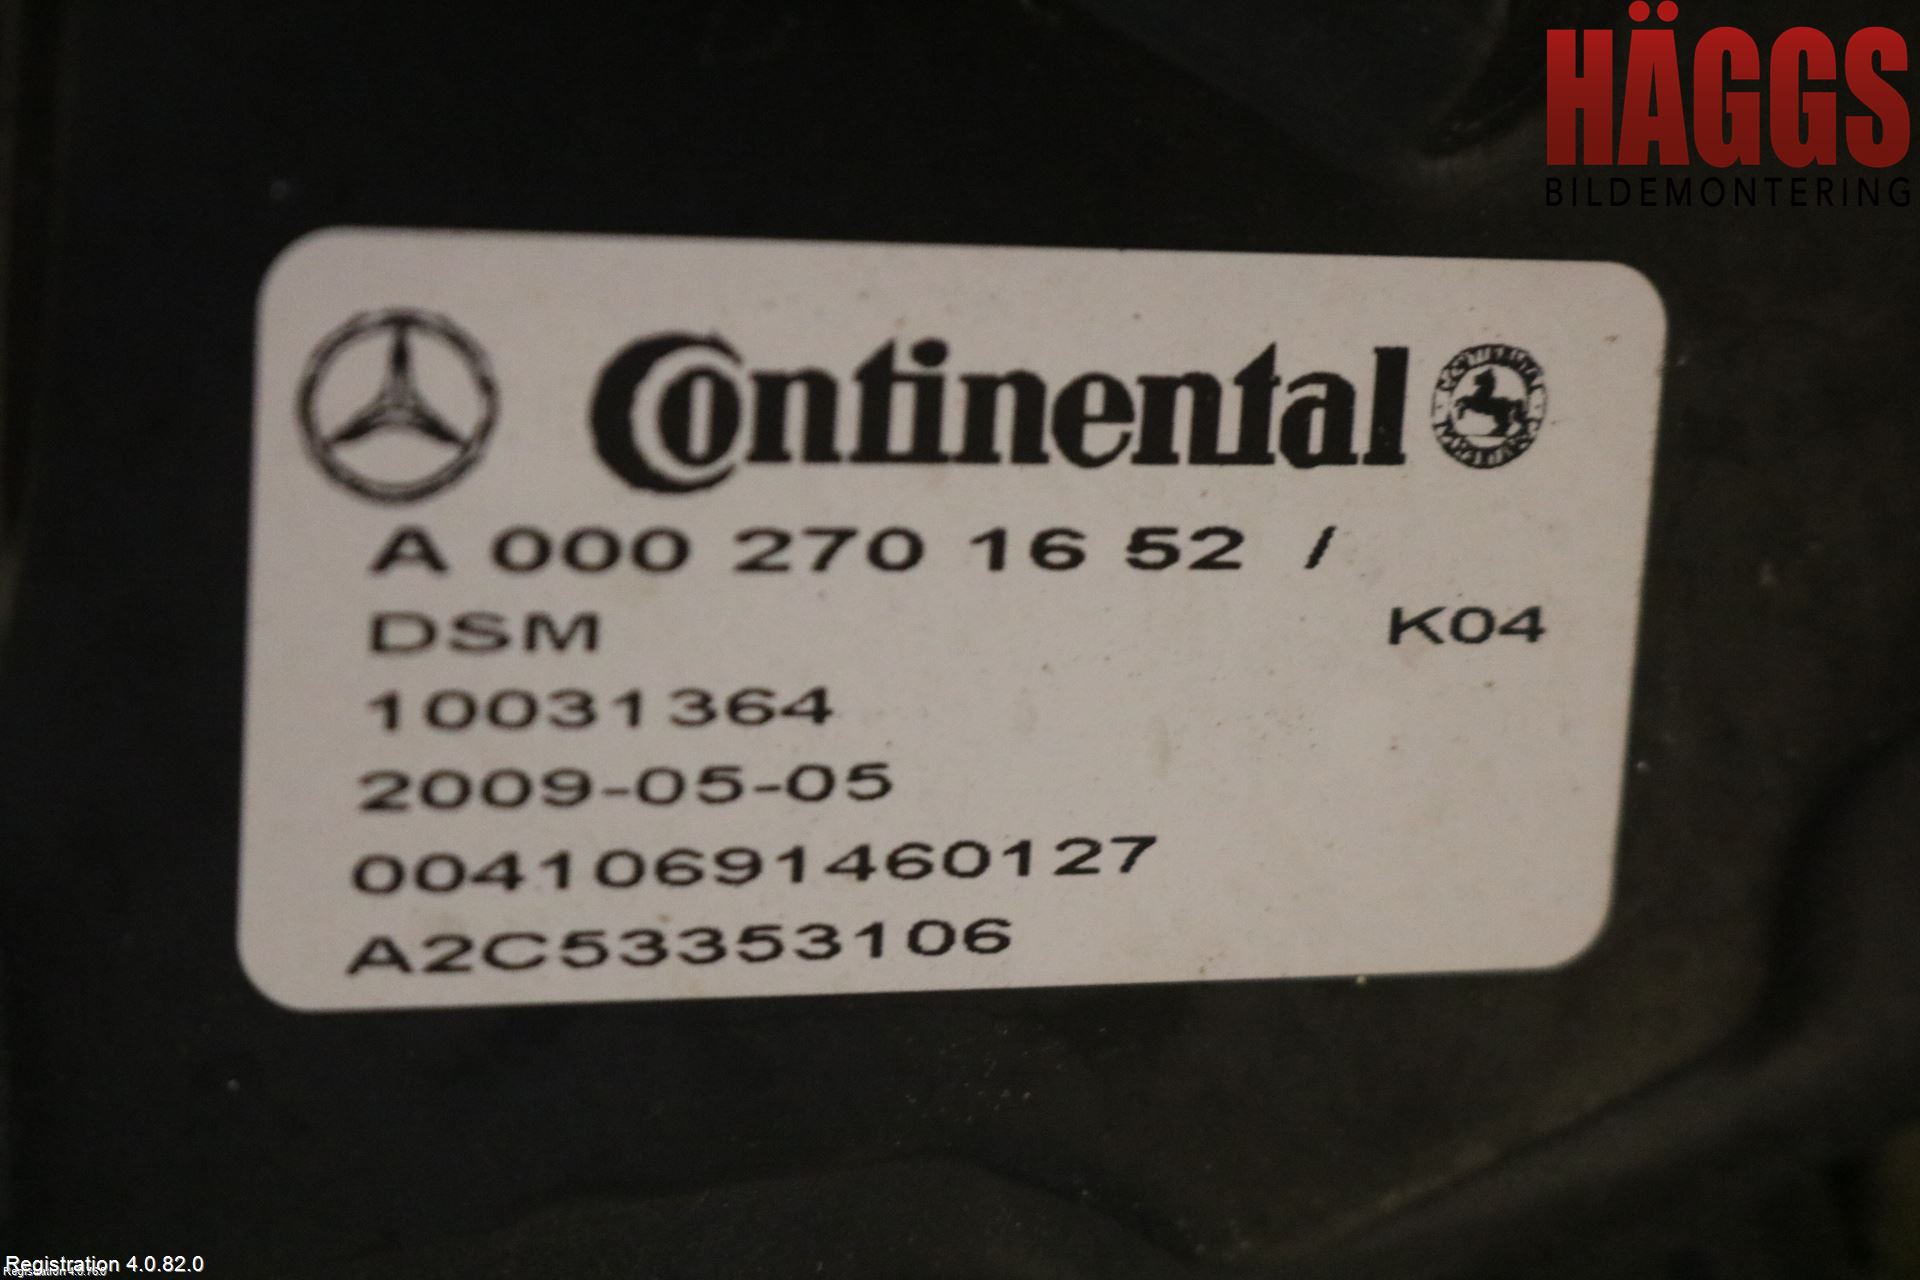 HÄGGS
BILDEMONTERING
Continental
A 000 270 16 52 /
DSM K04
10031364
2009-05-05
00410691460127
A2C53353106
Registration 4.0.82.0